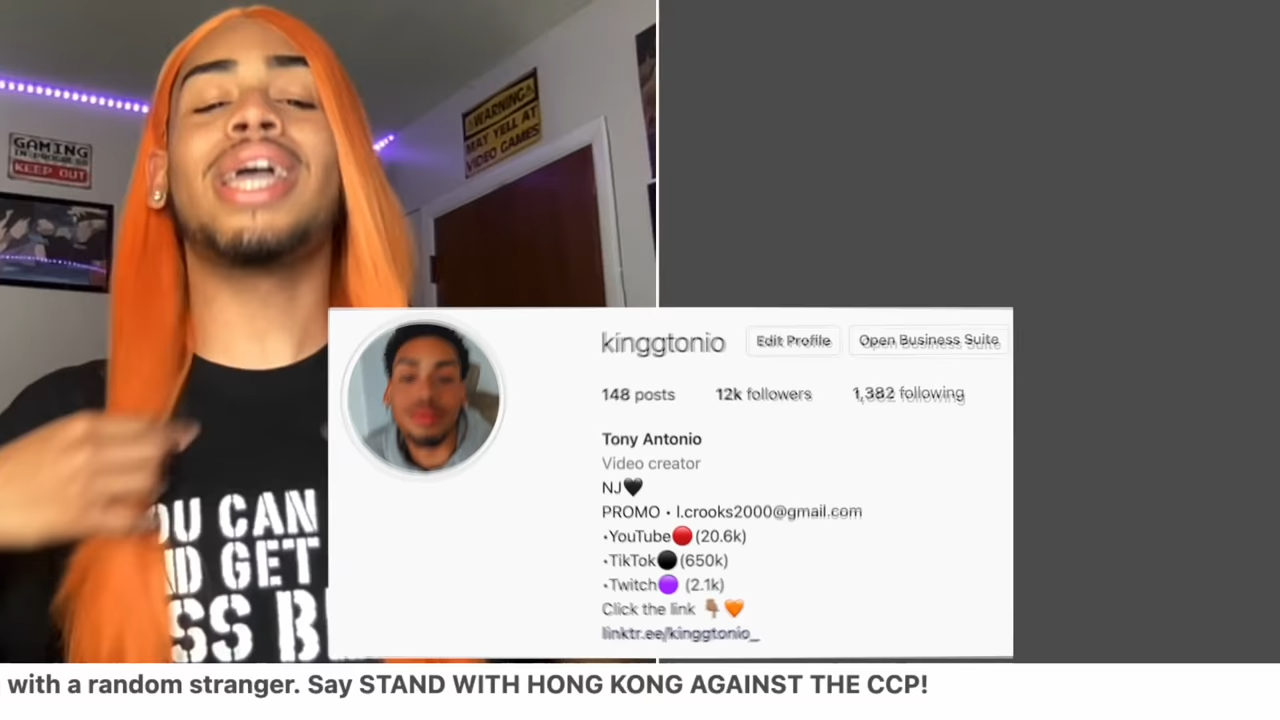 GAMING
IN PROGRESS
KEEP OUT
WARNING
MAY YELL AT
VIDEO GAMES
OU CAN
ND GET
SS B
kinggtonio Edit Profile Open Business Suite
148 posts 12k followers 1,382 following
Tony Antonio
Video creator
NJ🖤
PROMO • l.crooks2000@gmail.com
•YouTube🔴(20.6k)
•TikTok⚫(650k)
•Twitch🟣 (2.1k)
Click the link 👇🏽🧡
linktr.ee/kinggtonio_
with a random stranger. Say STAND WITH HONG KONG AGAINST THE CCP!